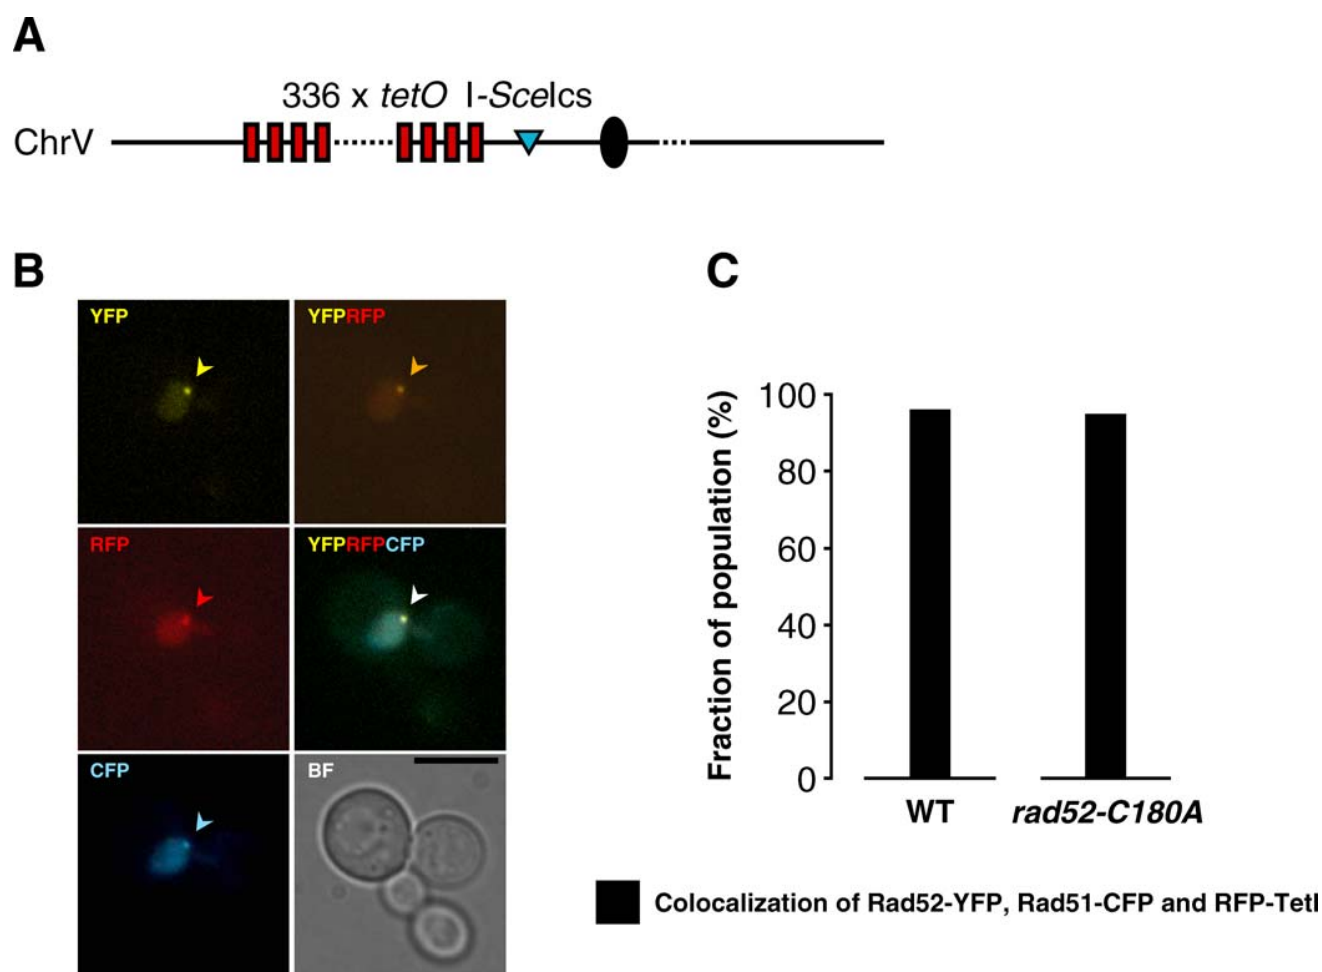 A
336 x tetO I-SceIcs
ChrV
B
YFP
YFPRFP
RFP
YFPRFPCFP
CFP
BF
C
Fraction of population (%)
100
80
60
40
20
0
WT
rad52-C180A
Colocalization of Rad52-YFP, Rad51-CFP and RFP-Tetl